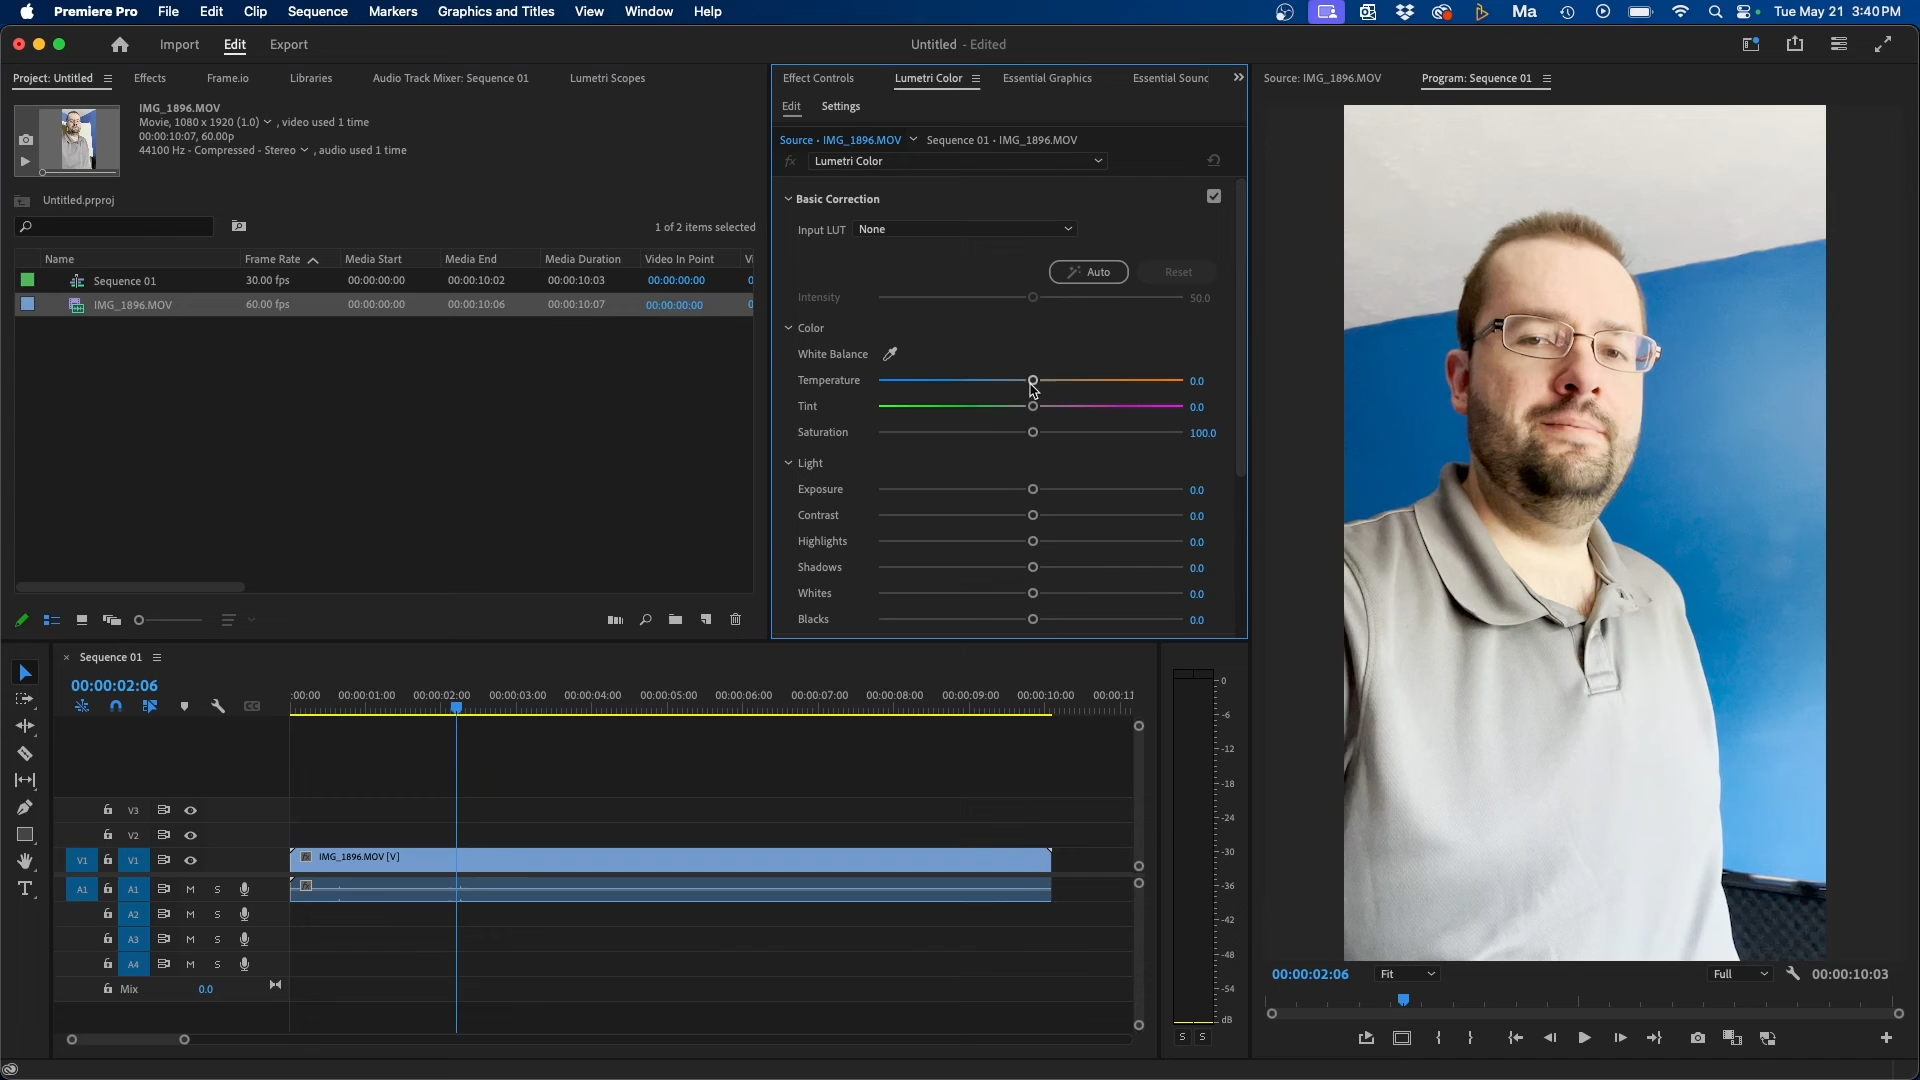 Premiere Pro File Edit Clip Sequence Markers Graphics and Titles View Window Help Ma Tue May 21 3:40 PM
Import Edit Export Untitled - Edited
Project: Untitled Effects Frame.io Libraries Audio Track Mixer: Sequence 01 Lumetri Scopes
IMG_1896.MOV
Movie, 1080 x 1920 (1.0) , video used 1 time
00:00:10:07, 60.00p
44100 Hz - Compressed - Stereo , audio used 1 time
Untitled.prproj
1 of 2 items selected
Name Frame Rate Media Start Media End Media Duration Video In Point Vi
Sequence 01 30.00 fps 00:00:00:00 00:00:10:02 00:00:10:03 00:00:00:00 0
IMG_1896.MOV 60.00 fps 00:00:00:00 00:00:10:06 00:00:10:07 00:00:00:00 0
Effect Controls Lumetri Color Essential Graphics Essential Sound
Edit Settings
Source · IMG_1896.MOV Sequence 01 · IMG_1896.MOV
fx Lumetri Color
Basic Correction
Input LUT None
Auto Reset
Intensity 50.0
Color
White Balance
Temperature 0.0
Tint 0.0
Saturation 100.0
Light
Exposure 0.0
Contrast 0.0
Highlights 0.0
Shadows 0.0
Whites 0.0
Blacks 0.0
Source: IMG_1896.MOV Program: Sequence 01
00:00:02:06 Fit Full 00:00:10:03
× Sequence 01
00:00:02:06
:00:00 00:00:01:00 00:00:02:00 00:00:03:00 00:00:04:00 00:00:05:00 00:00:06:00 00:00:07:00 00:00:08:00 00:00:09:00 00:00:10:00 00:00:11
V3
V2
V1 V1 fx IMG_1896.MOV [V]
A1 A1 M S fx
A2 M S
A3 M S
A4 M S
Mix 0.0
0
-6
-12
-18
-24
-30
-36
-42
-48
-54
dB
S S